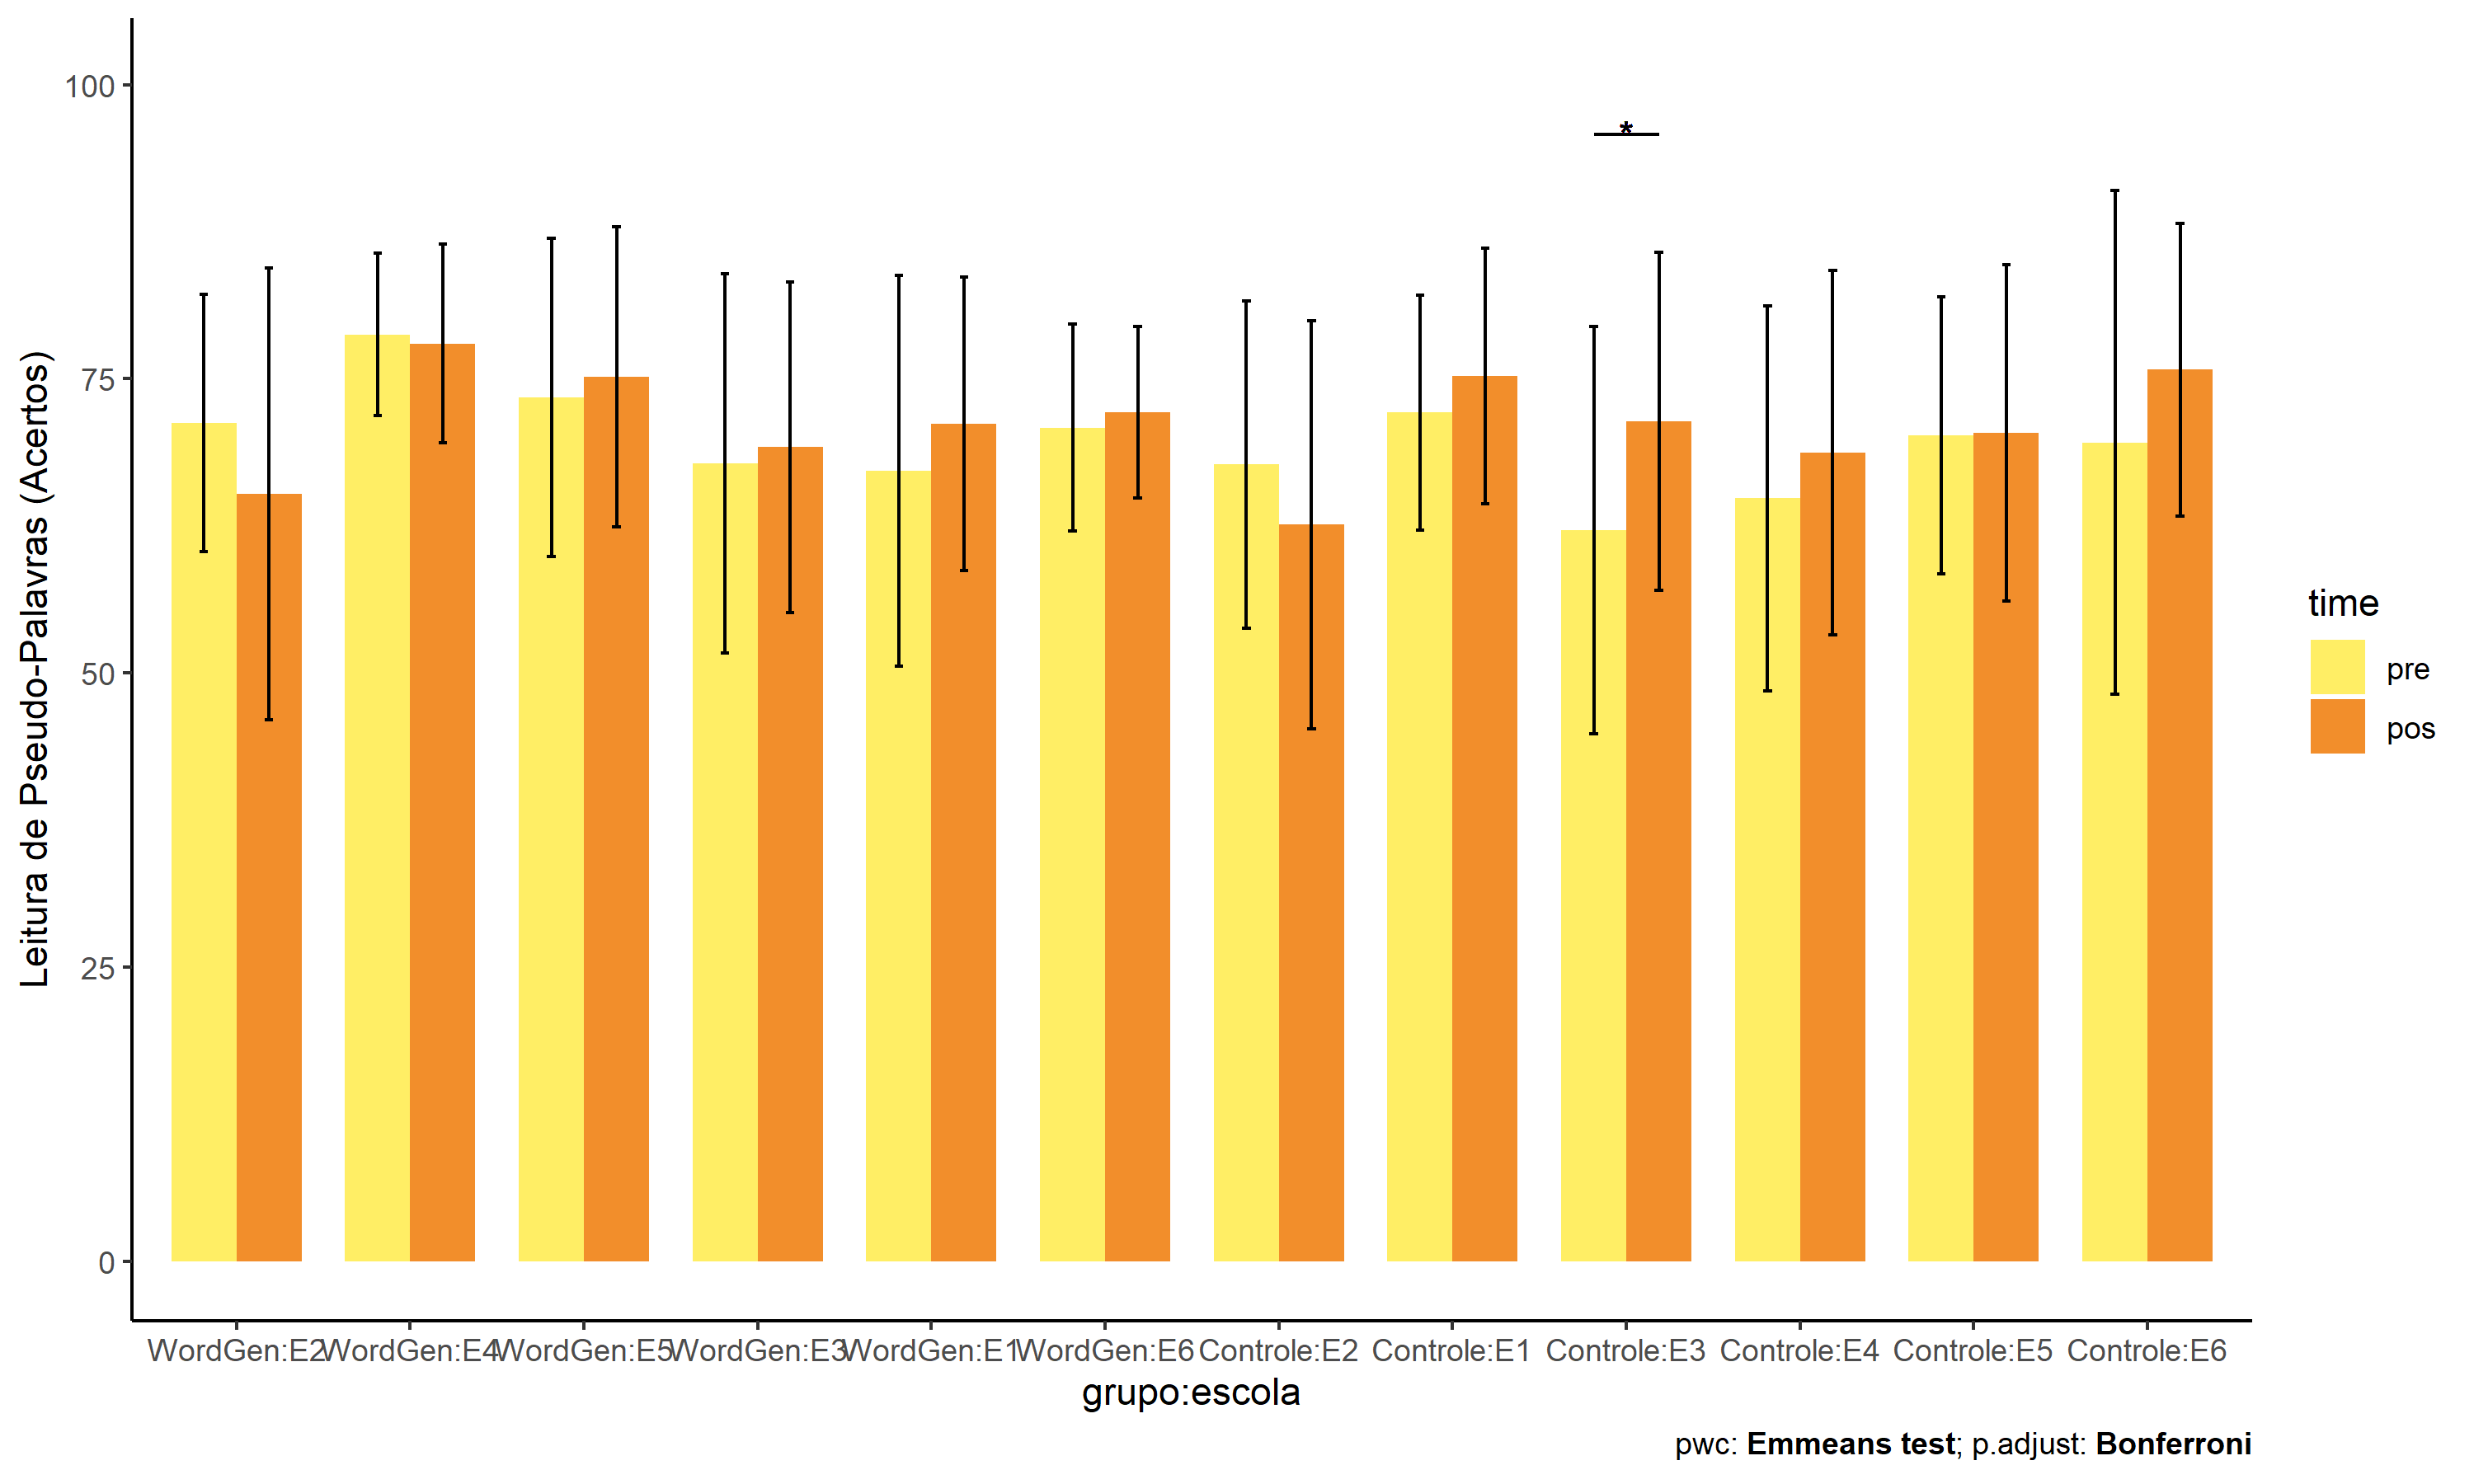 Leitura de Pseudo-Palavras (Acertos)
100
75
50
25
0
*
WordGen:E2 WordGen:E4 WordGen:E5 WordGen:E3 WordGen:E1 WordGen:E6 Controle:E2 Controle:E1 Controle:E3 Controle:E4 Controle:E5 Controle:E6
grupo:escola
time
pre
pos
pwc: Emmeans test; p.adjust: Bonferroni